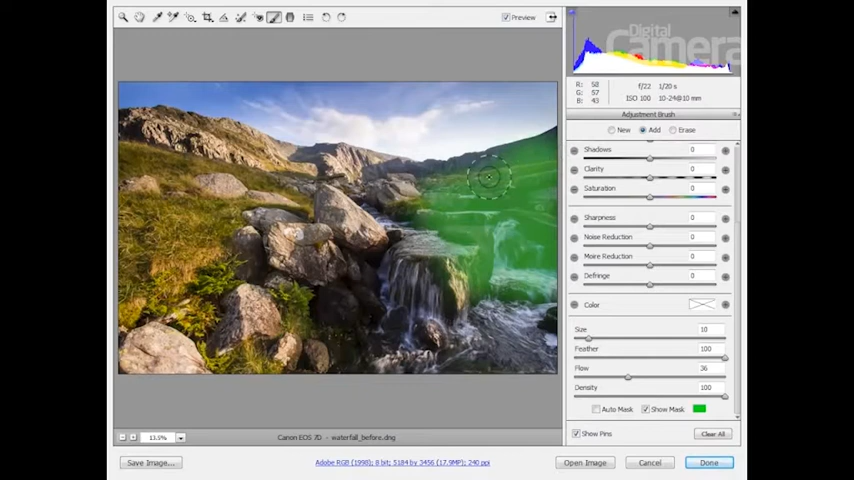 Preview
Digital
Camera
R: 58
G: 57
B: 43
f/22 1/20 s
ISO 100 10-24@10 mm
Adjustment Brush
New Add Erase
Shadows 0
Clarity 0
Saturation 0
Sharpness 0
Noise Reduction 0
Moire Reduction 0
Defringe 0
Color
Size 10
Feather 100
Flow 36
Density 100
Auto Mask Show Mask
Show Pins Clear All
13.5% Canon EOS 7D - waterfall_before.dng
Save Image... Adobe RGB (1998); 8 bit; 5184 by 3456 (17.9MP); 240 ppi Open Image Cancel Done